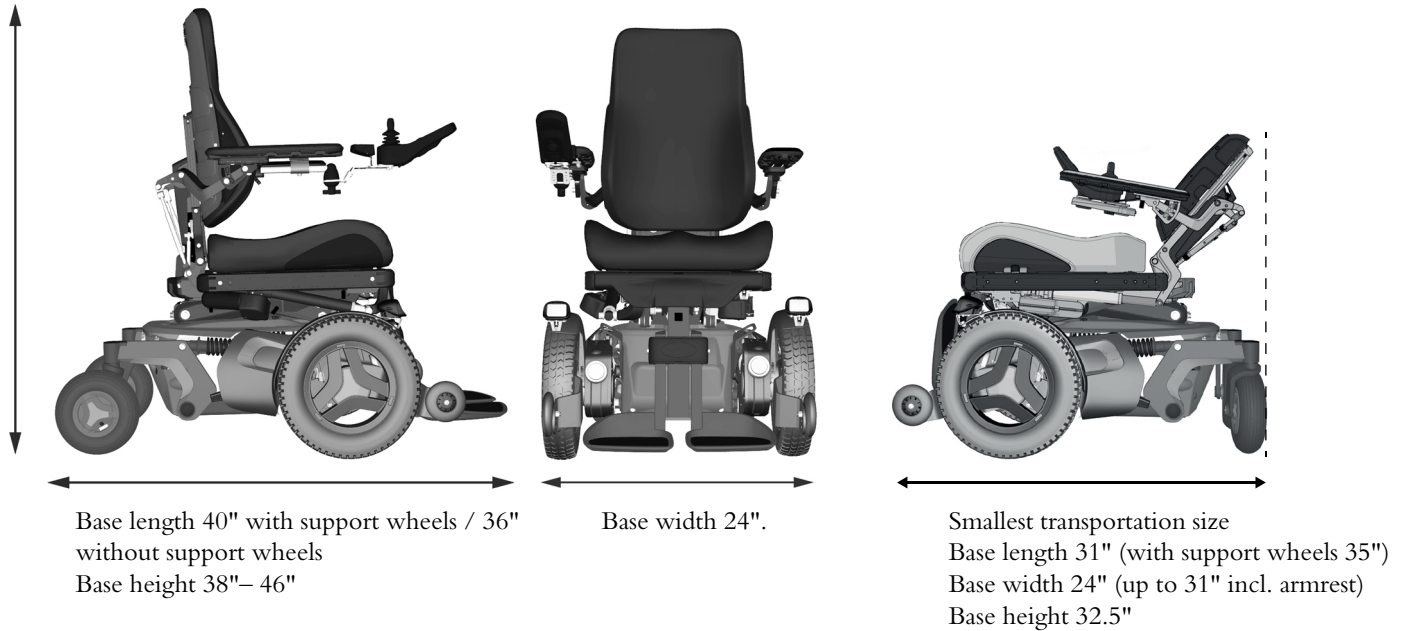 Base length 40" with support wheels / 36"
without support wheels
Base height 38"– 46"
Base width 24".
Smallest transportation size
Base length 31" (with support wheels 35")
Base width 24" (up to 31" incl. armrest)
Base height 32.5"